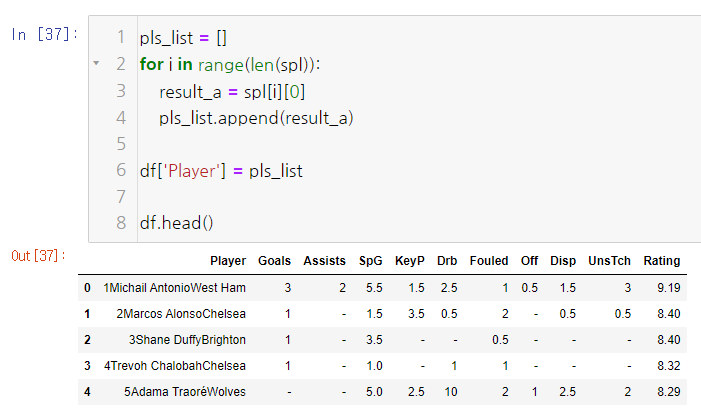 In [37]:
1 pls_list = []
2 for i in range(len(spl)):
3 result_a = spl[i][0]
4 pls_list.append(result_a)
5
6 df['Player'] = pls_list
7
8 df.head()
Out[37]:
Player Goals Assists SpG KeyP Drb Fouled Off Disp UnsTch Rating
0 1Michail AntonioWest Ham 3 2 5.5 1.5 2.5 1 0.5 1.5 3 9.19
1 2Marcos AlonsoChelsea 1 - 1.5 3.5 0.5 2 - 0.5 0.5 8.40
2 3Shane DuffyBrighton 1 - 3.5 - - 0.5 - - - 8.40
3 4Trevoh ChalobahChelsea 1 - 1.0 - 1 1 - - - 8.32
4 5Adama TraoréWolves - - 5.0 2.5 10 2 1 2.5 2 8.29